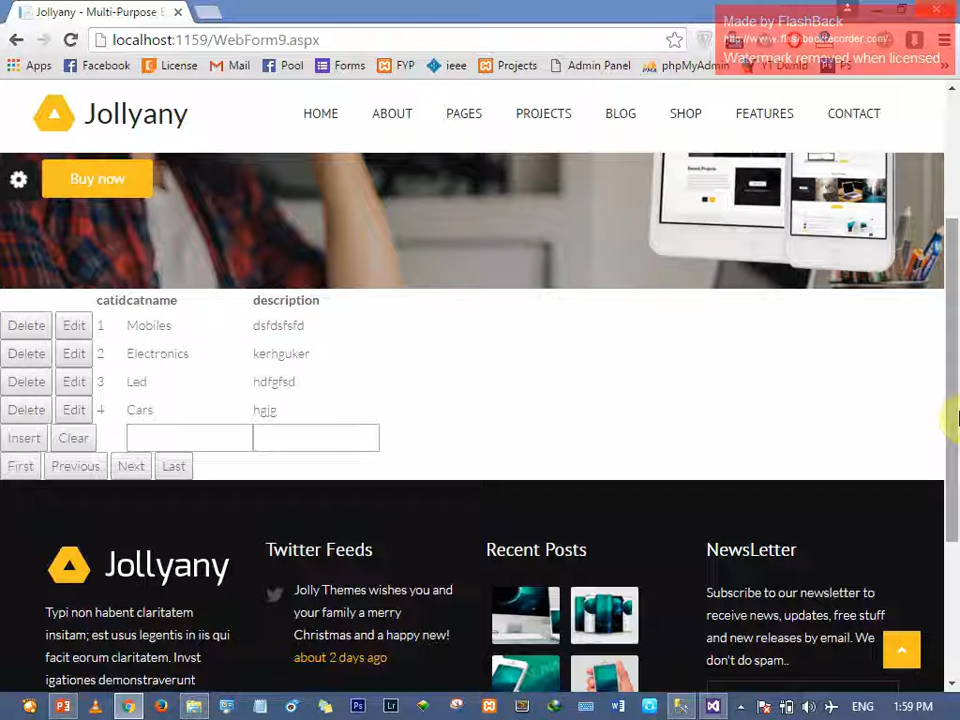 Jollyany - Multi-Purpose E
Made by FlashBack
localhost:1159/WebForm9.aspx
http://www.flashbackrecorder.com/
Watermark removed when licensed
Apps Facebook License Mail Pool Forms FYP ieee Projects Admin Panel phpMyAdmin YT Dwnld PS »
Jollyany HOME ABOUT PAGES PROJECTS BLOG SHOP FEATURES CONTACT
Buy now
catid catname description
Delete Edit 1 Mobiles dsfdsfsfd
Delete Edit 2 Electronics kerhguker
Delete Edit 3 Led hdfgfsd
Delete Edit 4 Cars hgjg
Insert Clear
First Previous Next Last
Jollyany
Typi non habent claritatem
insitam; est usus legentis in iis qui
facit eorum claritatem. Invst
igationes demonstraverunt
Twitter Feeds
Jolly Themes wishes you and
your family a merry
Christmas and a happy new!
about 2 days ago
Recent Posts
NewsLetter
Subscribe to our newsletter to
receive news, updates, free stuff
and new releases by email. We
don't do spam..
ENG 1:59 PM